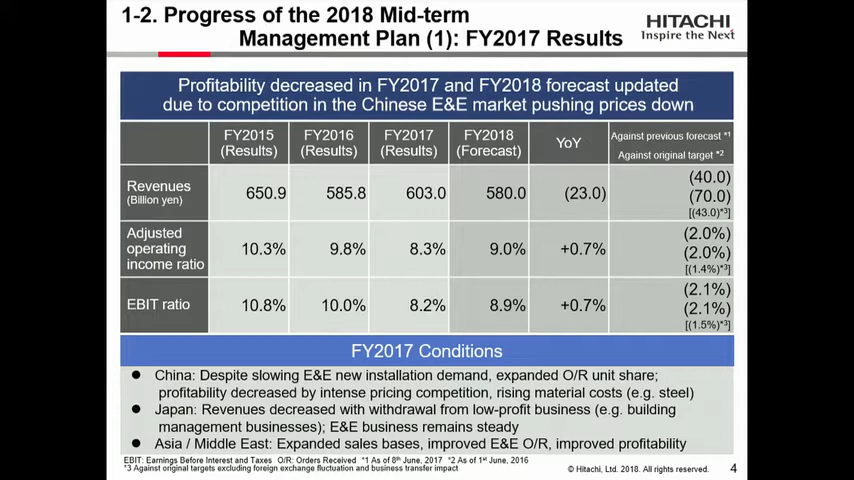 1-2. Progress of the 2018 Mid-term
Management Plan (1): FY2017 Results
HITACHI
Inspire the Next
Profitability decreased in FY2017 and FY2018 forecast updated
due to competition in the Chinese E&E market pushing prices down
FY2015 (Results) FY2016 (Results) FY2017 (Results) FY2018 (Forecast) YoY Against previous forecast *1
Against original target *2
Revenues (Billion yen) 650.9 585.8 603.0 580.0 (23.0) (40.0)
(70.0)
[(43.0)*3]
Adjusted operating income ratio 10.3% 9.8% 8.3% 9.0% +0.7% (2.0%)
(2.0%)
[(1.4%)*3]
EBIT ratio 10.8% 10.0% 8.2% 8.9% +0.7% (2.1%)
(2.1%)
[(1.5%)*3]
FY2017 Conditions
● China: Despite slowing E&E new installation demand, expanded O/R unit share;
profitability decreased by intense pricing competition, rising material costs (e.g. steel)
● Japan: Revenues decreased with withdrawal from low-profit business (e.g. building
management businesses); E&E business remains steady
● Asia / Middle East: Expanded sales bases, improved E&E O/R, improved profitability
EBIT: Earnings Before Interest and Taxes O/R: Orders Received *1 As of 8th June, 2017 *2 As of 1st June, 2016
*3 Against original targets excluding foreign exchange fluctuation and business transfer impact
© Hitachi, Ltd. 2018. All rights reserved. 4